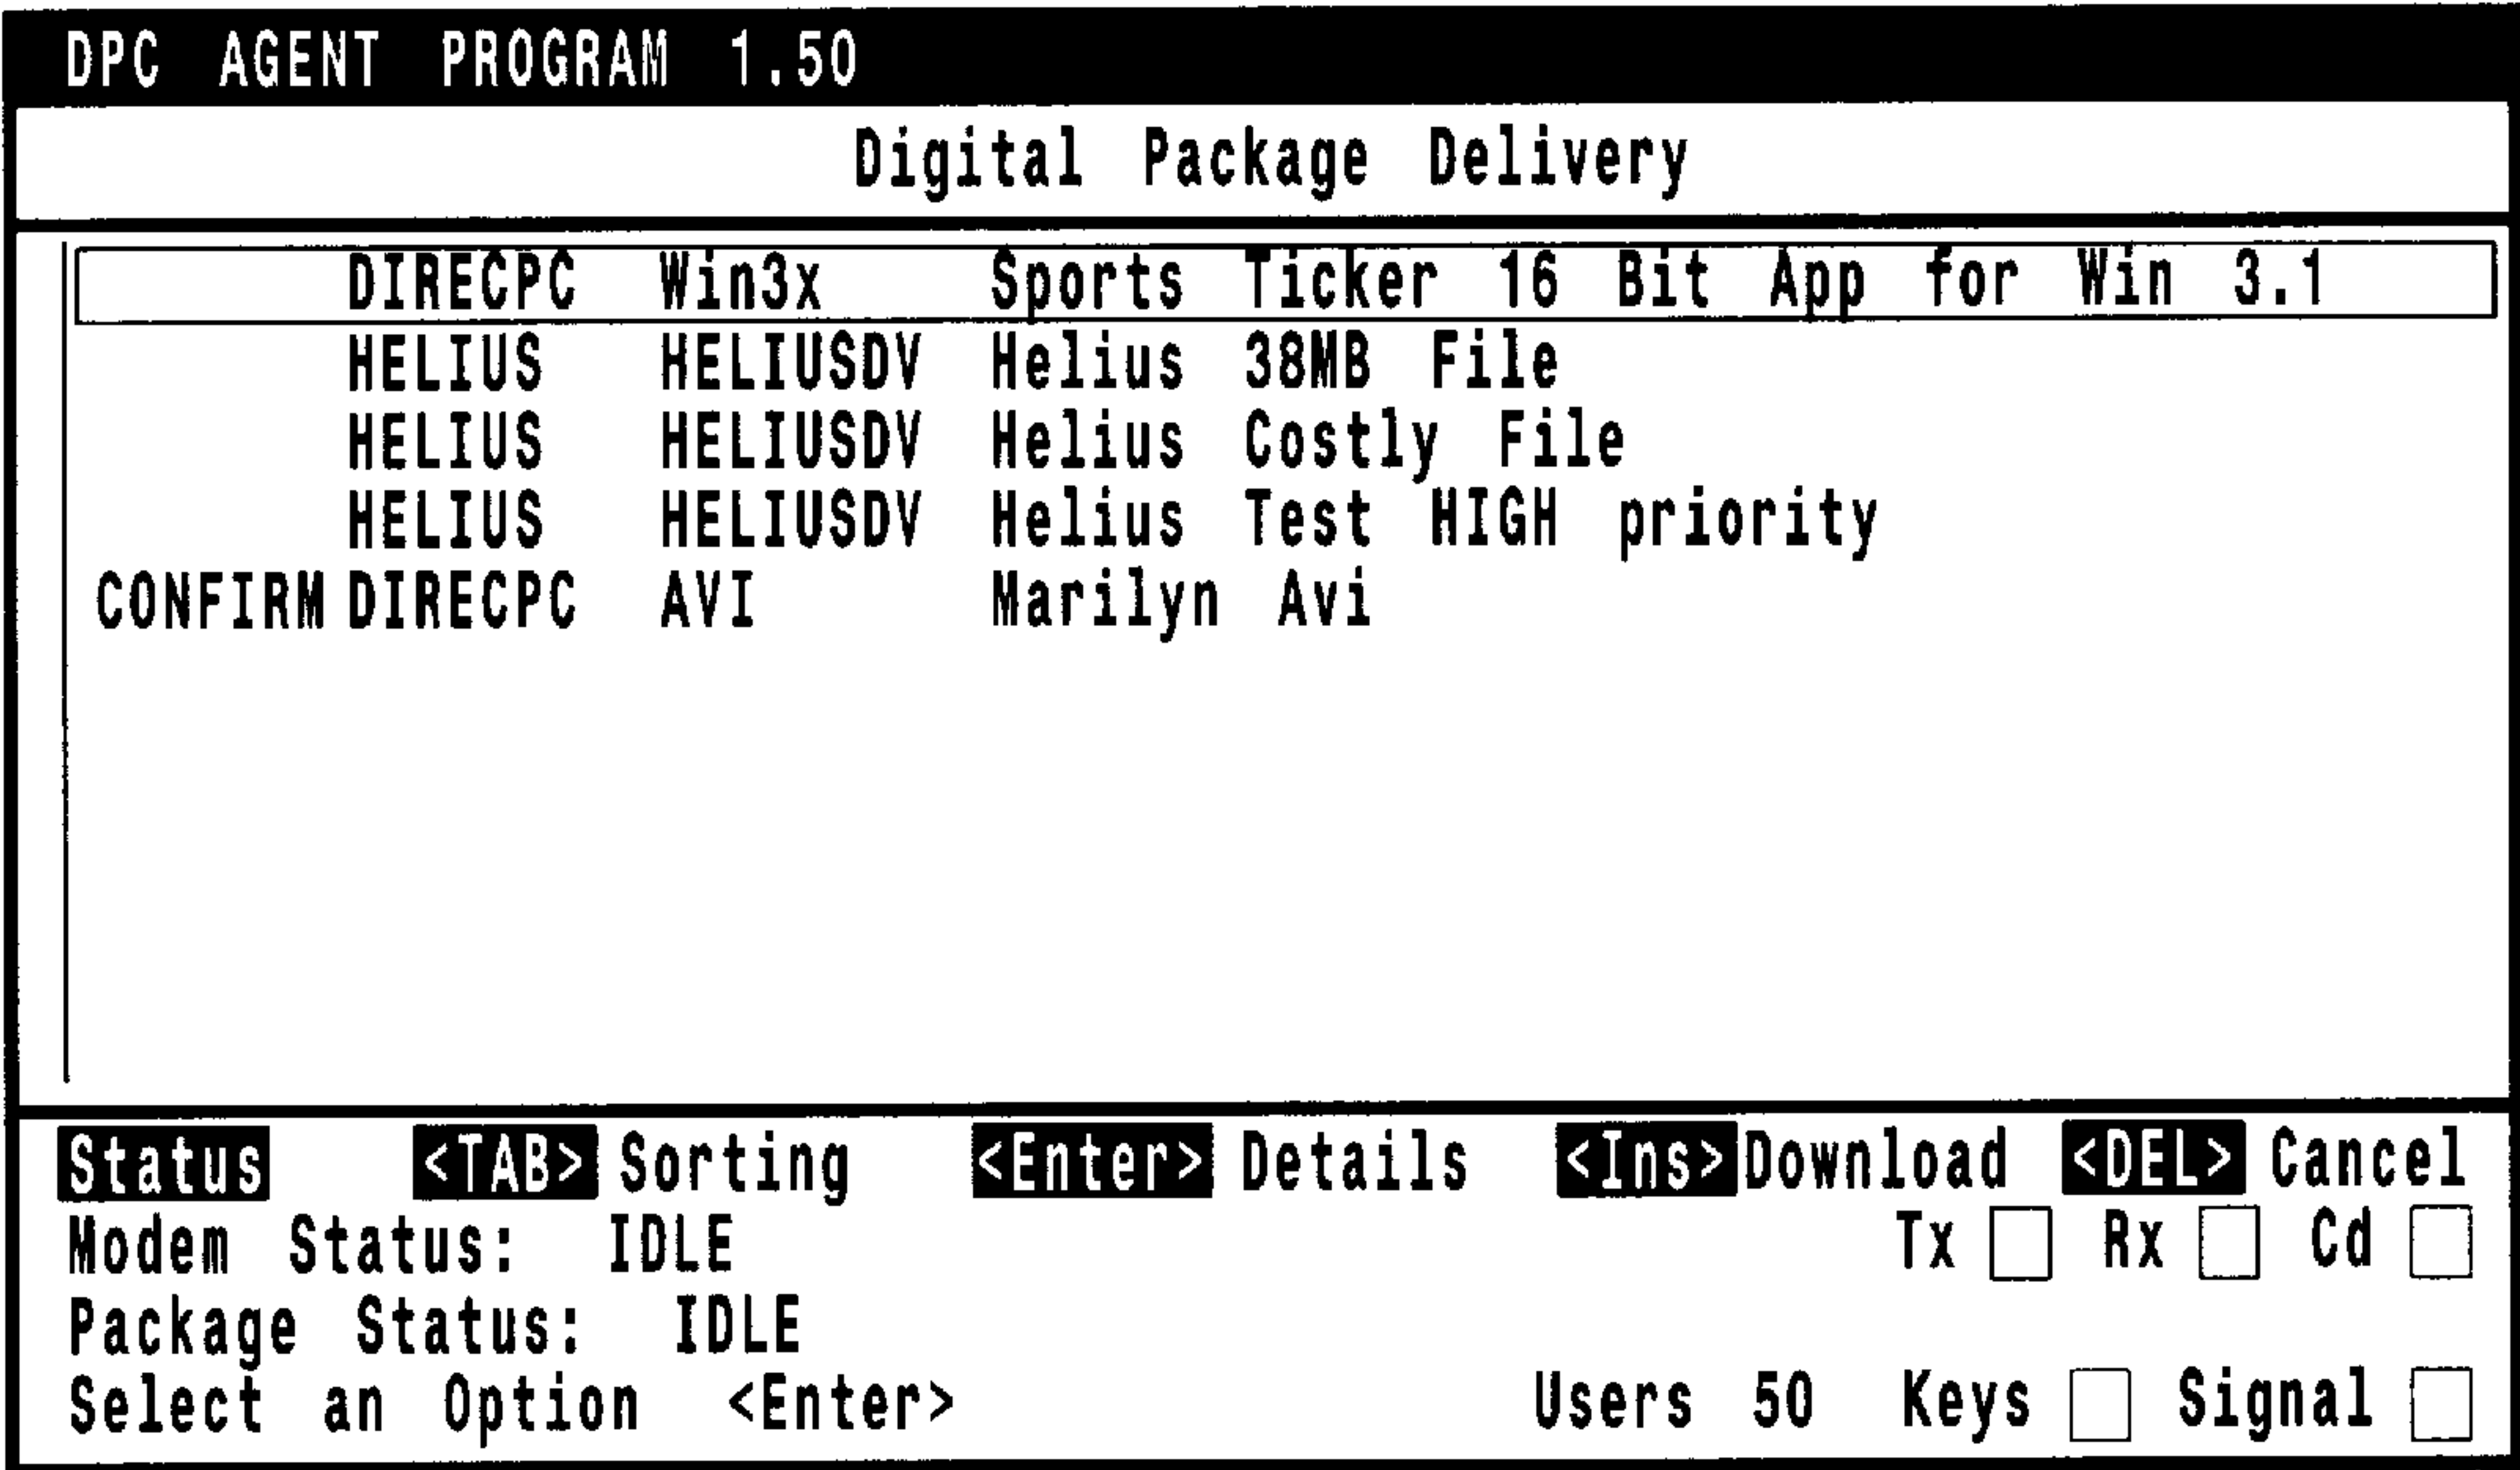 DPC AGENT PROGRAM 1.50
Digital Package Delivery
DIRECPC Win3x Sports Ticker 16 Bit App for Win 3.1
HELIUS HELIUSDV Helius 38MB File
HELIUS HELIUSDV Helius Costly File
HELIUS HELIUSDV Helius Test HIGH priority
CONFIRM DIRECPC AVI Marilyn Avi
Status <TAB> Sorting <Enter> Details <Ins> Download <DEL> Cancel
Modem Status: IDLE Tx Rx Cd
Package Status: IDLE
Select an Option <Enter> Users 50 Keys Signal